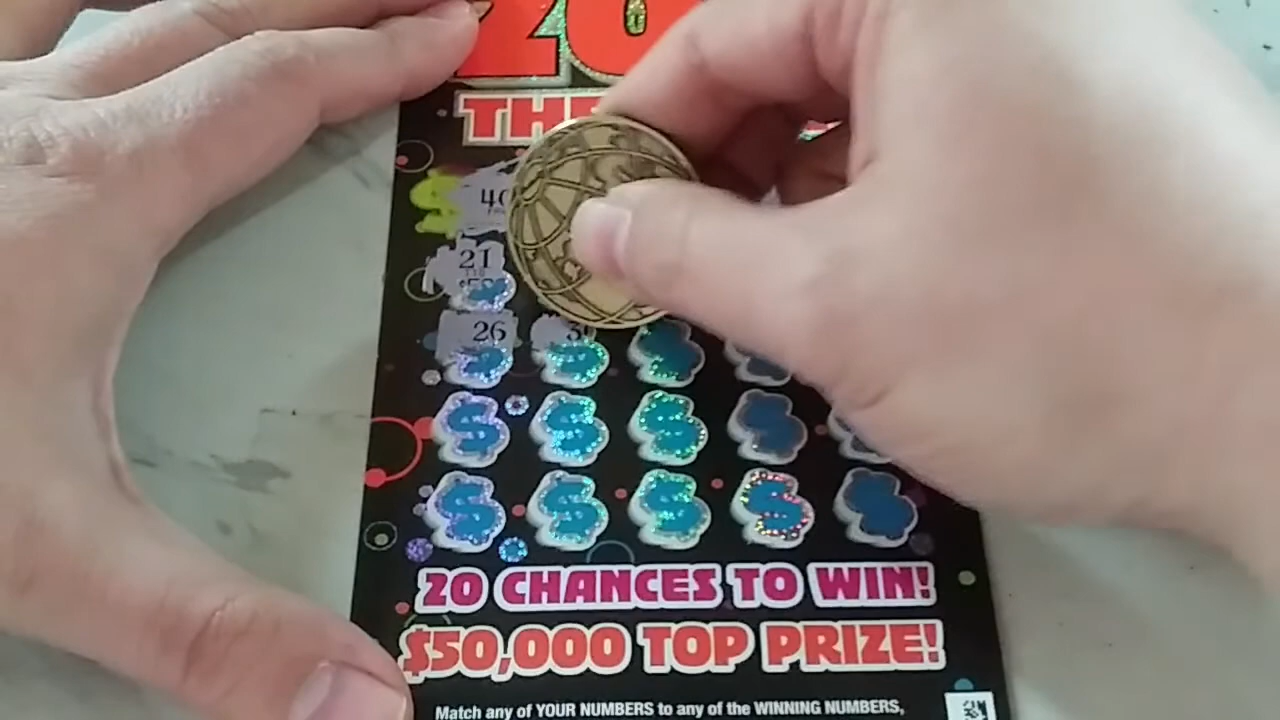 20
40
21
26
20 CHANCES TO WIN!
$50,000 TOP PRIZE!
Match any of YOUR NUMBERS to any of the WINNING NUMBERS,